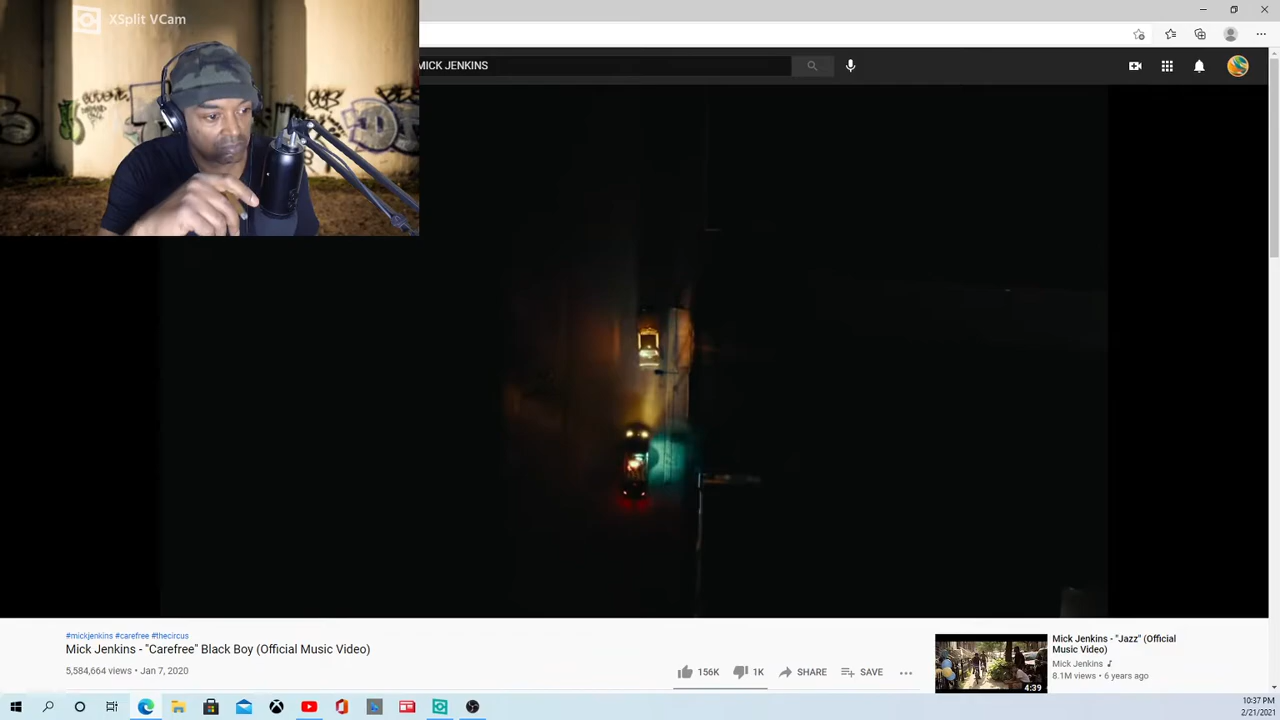 XSplit VCam
MICK JENKINS
#mickjenkins #carefree #thecircus
Mick Jenkins - "Carefree" Black Boy (Official Music Video)
5,584,664 views • Jan 7, 2020
156K
1K
SHARE
SAVE
Mick Jenkins - "Jazz" (Official
Music Video)
Mick Jenkins
8.1M views • 6 years ago
4:39
10:37 PM
2/21/2021